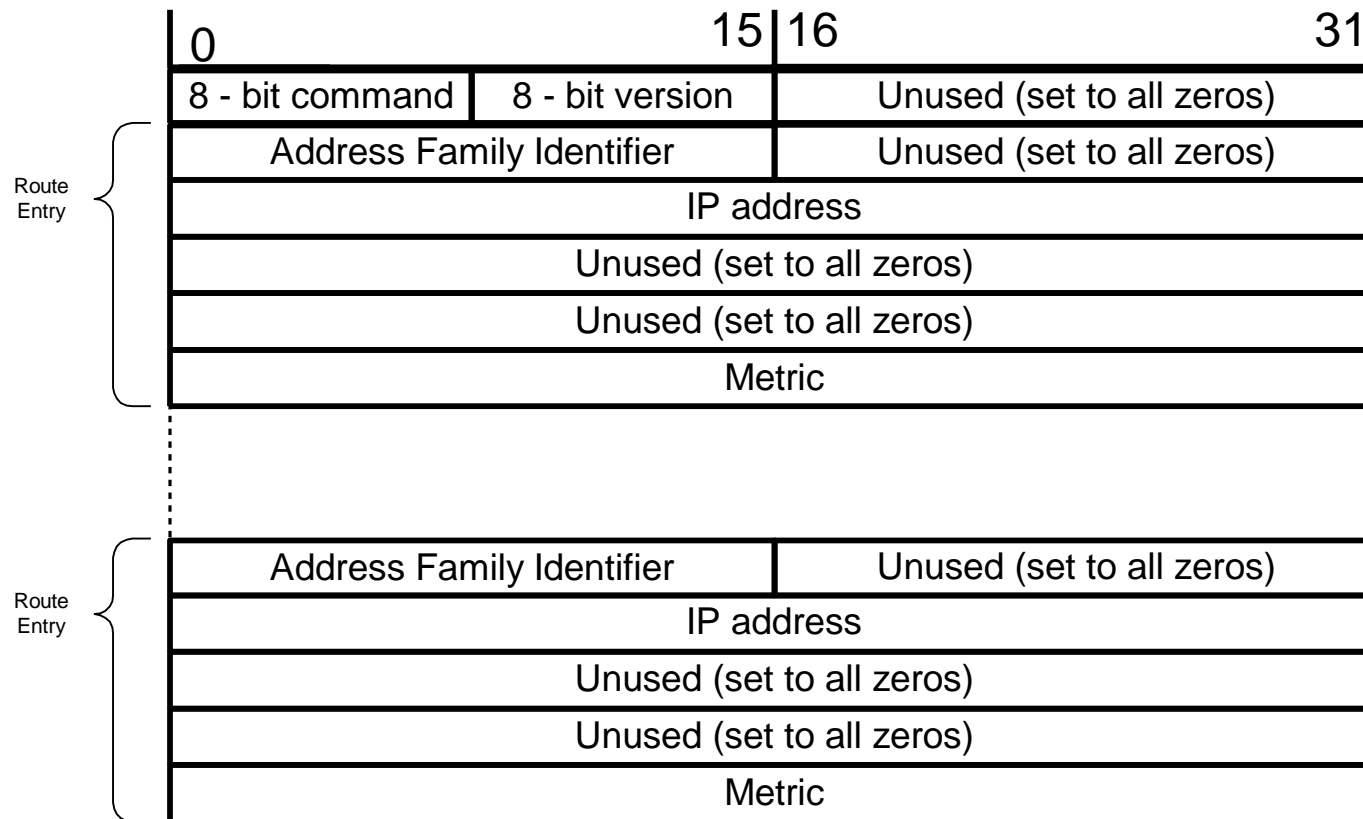 0 15 16 31
8 - bit command 8 - bit version Unused (set to all zeros)
Address Family Identifier Unused (set to all zeros)
Route
Entry
IP address
Unused (set to all zeros)
Unused (set to all zeros)
Metric
Address Family Identifier Unused (set to all zeros)
Route
Entry
IP address
Unused (set to all zeros)
Unused (set to all zeros)
Metric